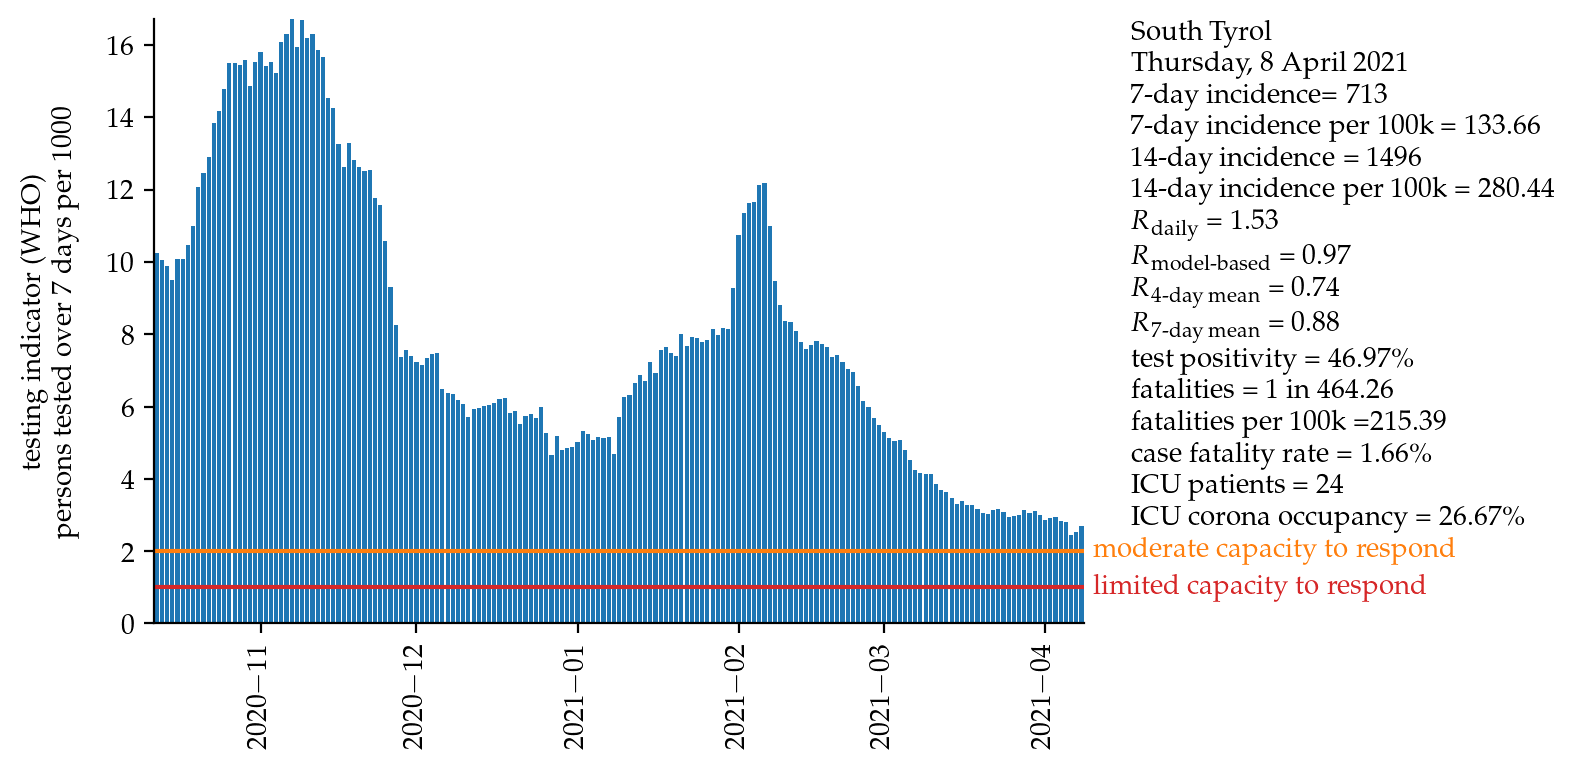 testing indicator (WHO)
persons tested over 7 days per 1000
16
14
12
10
8
6
4
2
0
2020−11
2020−12
2021−01
2021−02
2021−03
2021−04
South Tyrol
Thursday, 8 April 2021
7-day incidence= 713
7-day incidence per 100k = 133.66
14-day incidence = 1496
14-day incidence per 100k = 280.44
R daily = 1.53
R model-based = 0.97
R 4-day mean = 0.74
R 7-day mean = 0.88
test positivity = 46.97%
fatalities = 1 in 464.26
fatalities per 100k =215.39
case fatality rate = 1.66%
ICU patients = 24
ICU corona occupancy = 26.67%
moderate capacity to respond
limited capacity to respond